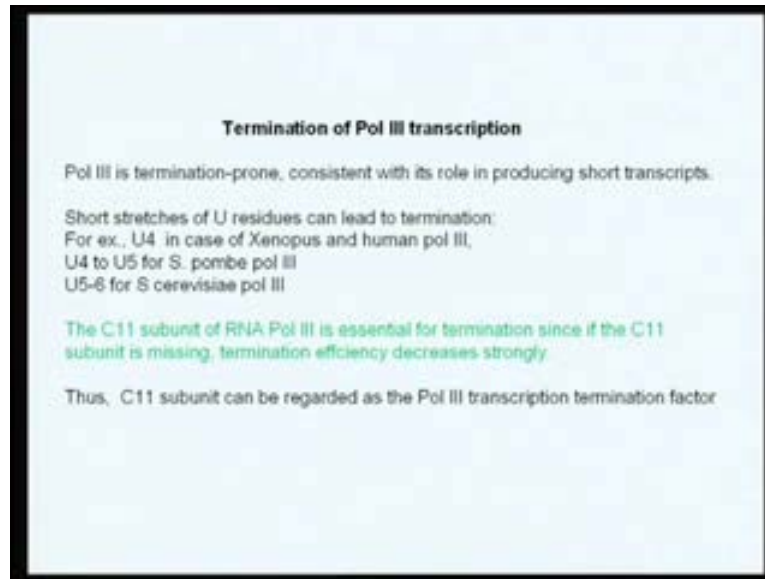 Termination of Pol III transcription
Pol III is termination-prone, consistent with its role in producing short transcripts.
Short stretches of U residues can lead to termination:
For ex., U4 in case of Xenopus and human pol III,
U4 to U5 for S. pombe pol III
U5-6 for S cerevisiae pol III
The C11 subunit of RNA Pol III is essential for termination since if the C11
subunit is missing, termination effciency decreases strongly
Thus, C11 subunit can be regarded as the Pol III transcription termination factor